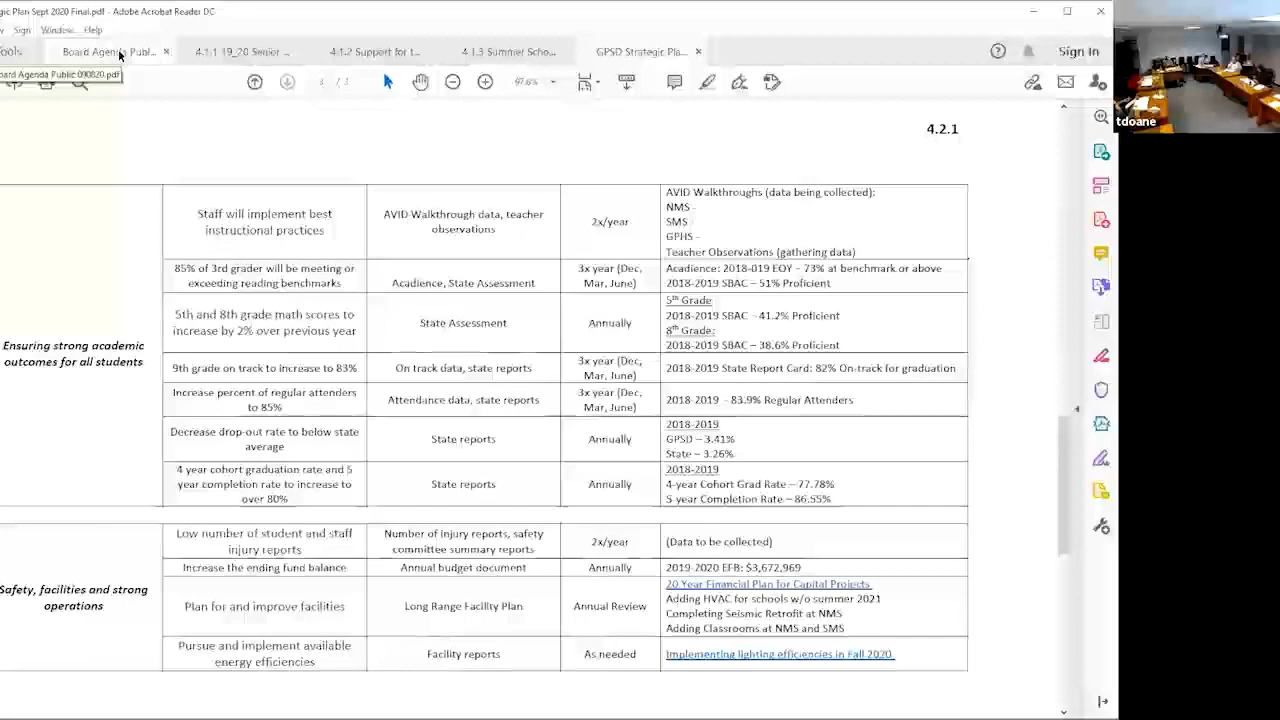 gic Plan Sept 2020 Final.pdf - Adobe Acrobat Reader DC
w Sign Window Help
Tools
Board Agenda Publ...
4.1.1 19_20 Senior ...
4.1.2 Support for t...
4.1.3 Summer Scho...
GPSD Strategic Pla...
Sign In
oard Agenda Public 090820.pdf
3 / 3
97.6%
tdoane
4.2.1
Staff will implement best
instructional practices
AVID Walkthrough data, teacher
observations
2x/year
AVID Walkthroughs (data being collected):
NMS -
SMS -
GPHS -
Teacher Observations (gathering data)
Ensuring strong academic
outcomes for all students
85% of 3rd grader will be meeting or
exceeding reading benchmarks
Acadience, State Assessment
3x year (Dec,
Mar, June)
Acadience: 2018-019 EOY – 73% at benchmark or above
2018-2019 SBAC – 51% Proficient
5th and 8th grade math scores to
increase by 2% over previous year
State Assessment
Annually
5th Grade
2018-2019 SBAC – 41.2% Proficient
8th Grade:
2018-2019 SBAC – 38.6% Proficient
9th grade on track to increase to 83%
On track data, state reports
3x year (Dec,
Mar, June)
2018-2019 State Report Card: 82% On-track for graduation
Increase percent of regular attenders
to 85%
Attendance data, state reports
3x year (Dec,
Mar, June)
2018-2019 – 83.9% Regular Attenders
Decrease drop-out rate to below state
average
State reports
Annually
2018-2019
GPSD – 3.41%
State – 3.26%
4 year cohort graduation rate and 5
year completion rate to increase to
over 80%
State reports
Annually
2018-2019
4-year Cohort Grad Rate – 77.78%
5-year Completion Rate – 86.55%
Safety, facilities and strong
operations
Low number of student and staff
injury reports
Number of injury reports, safety
committee summary reports
2x/year
(Data to be collected)
Increase the ending fund balance
Annual budget document
Annually
2019-2020 EFB: $3,672,969
Plan for and improve facilities
Long Range Facility Plan
Annual Review
20 Year Financial Plan for Capital Projects
Adding HVAC for schools w/o summer 2021
Completing Seismic Retrofit at NMS
Adding Classrooms at NMS and SMS
Pursue and implement available
energy efficiencies
Facility reports
As needed
Implementing lighting efficiencies in Fall 2020